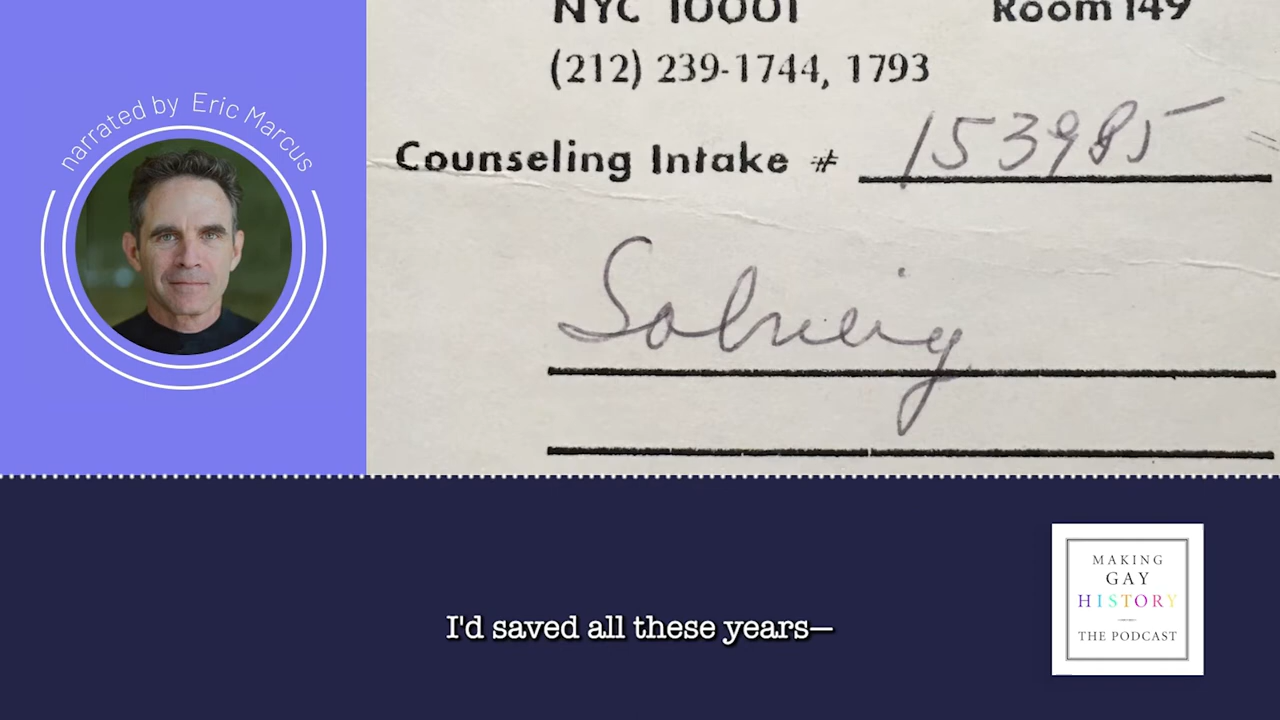 narrated by Eric Marcus
NYC 10001 Room 149
(212) 239-1744, 1793
Counseling Intake # 153985
Solveig
I'd saved all these years—
MAKING
GAY
HISTORY
THE PODCAST